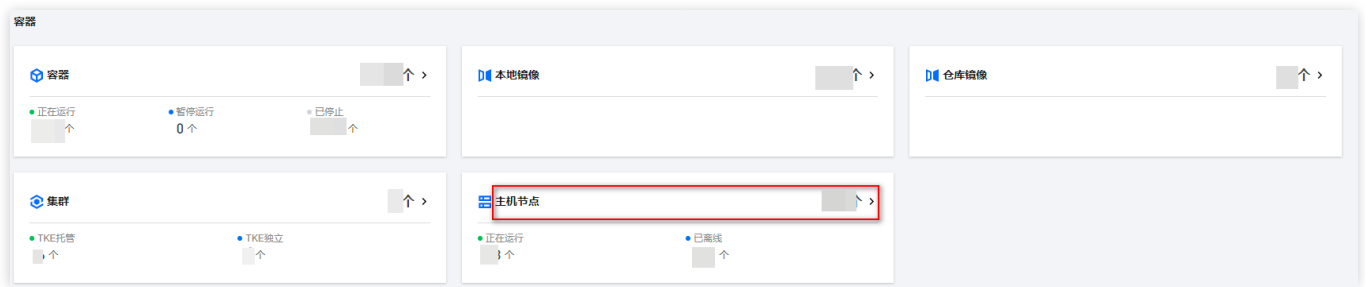 容器
容器 个 >
正在运行 暂停运行 已停止
个 0 个 个
本地镜像 个 >
仓库镜像 个 >
集群 个 >
TKE托管 TKE独立
个 个
主机节点 >
正在运行 已离线
个 个